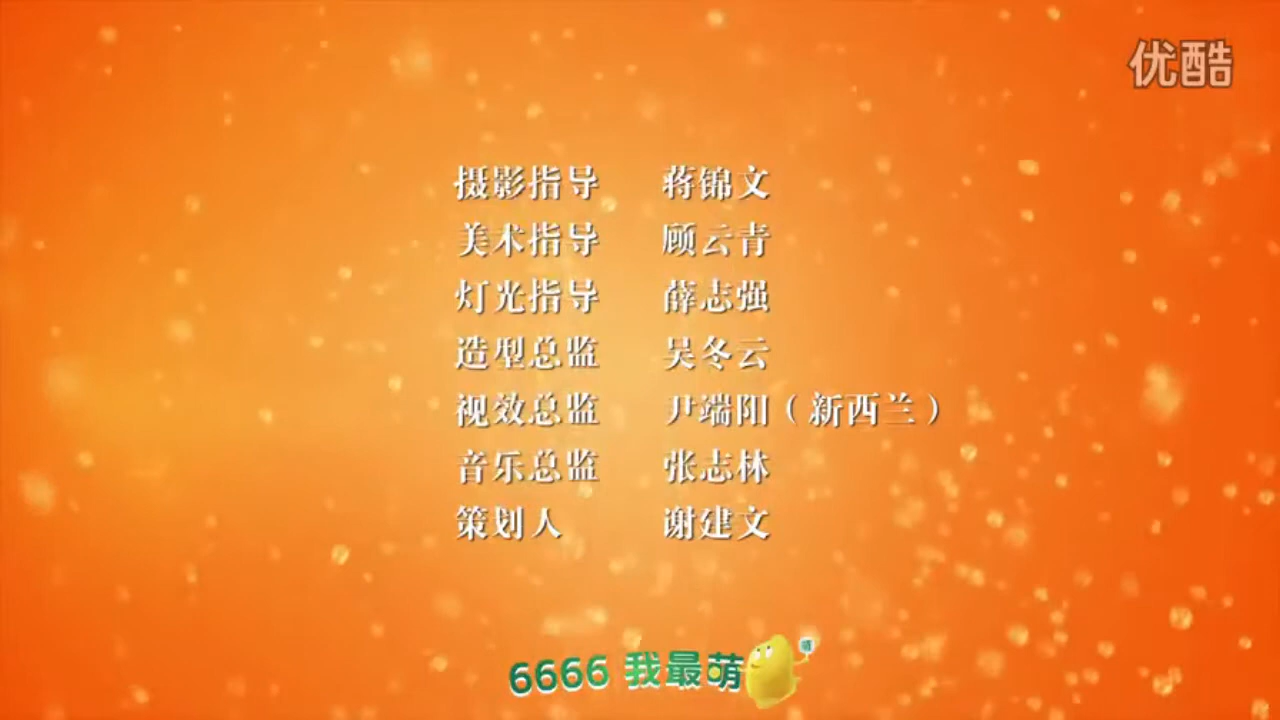 优酷
摄影指导 蒋锦文
美术指导 顾云青
灯光指导 薛志强
造型总监 吴冬云
视效总监 尹端阳（新西兰）
音乐总监 张志林
策划人 谢建文
6666 我最萌